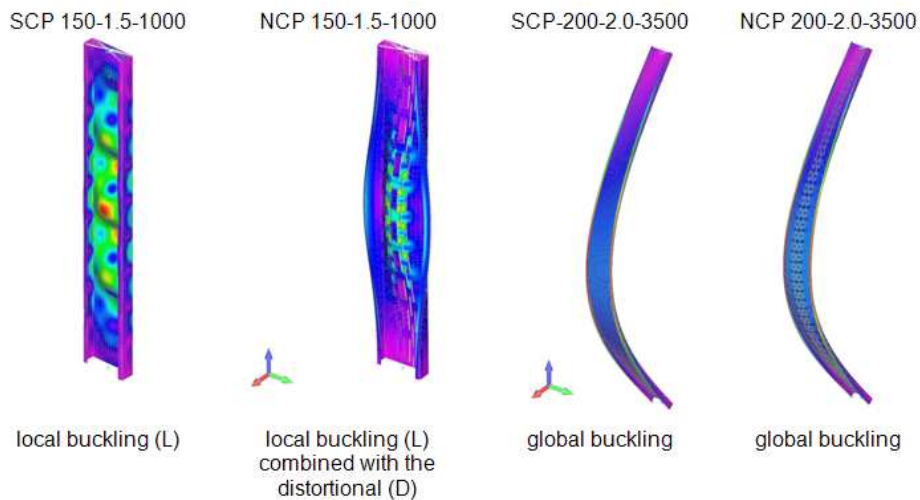 SCP 150-1.5-1000
NCP 150-1.5-1000
SCP-200-2.0-3500
NCP 200-2.0-3500
local buckling (L)
local buckling (L)
combined with the
distortional (D)
global buckling
global buckling